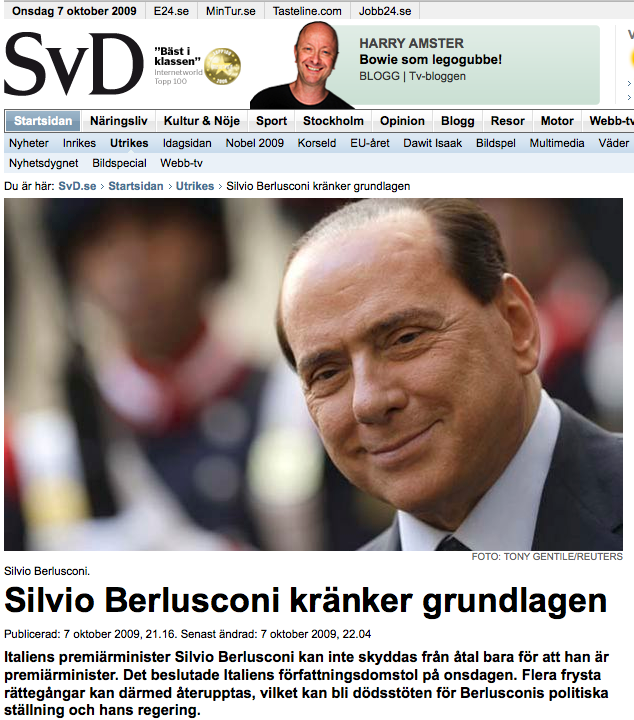 Onsdag 7 oktober 2009 E24.se MinTur.se Tasteline.com Jobb24.se
SvD
”Bäst i
klassen”
Internetworld
Topp 100
HARRY AMSTER
Bowie som legogubbe!
BLOGG | Tv-bloggen
Startsidan Näringsliv Kultur & Nöje Sport Stockholm Opinion Blogg Resor Motor Webb-tv
Nyheter Inrikes Utrikes Idagsidan Nobel 2009 Korseld EU-året Dawit Isaak Bildspel Multimedia Väder
Nyhetsdygnet Bildspecial Webb-tv
Du är här: SvD.se › Startsidan › Utrikes › Silvio Berlusconi kränker grundlagen
FOTO: TONY GENTILE/REUTERS
Silvio Berlusconi.
Silvio Berlusconi kränker grundlagen
Publicerad: 7 oktober 2009, 21.16. Senast ändrad: 7 oktober 2009, 22.04
Italiens premiärminister Silvio Berlusconi kan inte skyddas från åtal bara för att han är
premiärminister. Det beslutade Italiens författningsdomstol på onsdagen. Flera frysta
rättegångar kan därmed återupptas, vilket kan bli dödsstöten för Berlusconis politiska
ställning och hans regering.